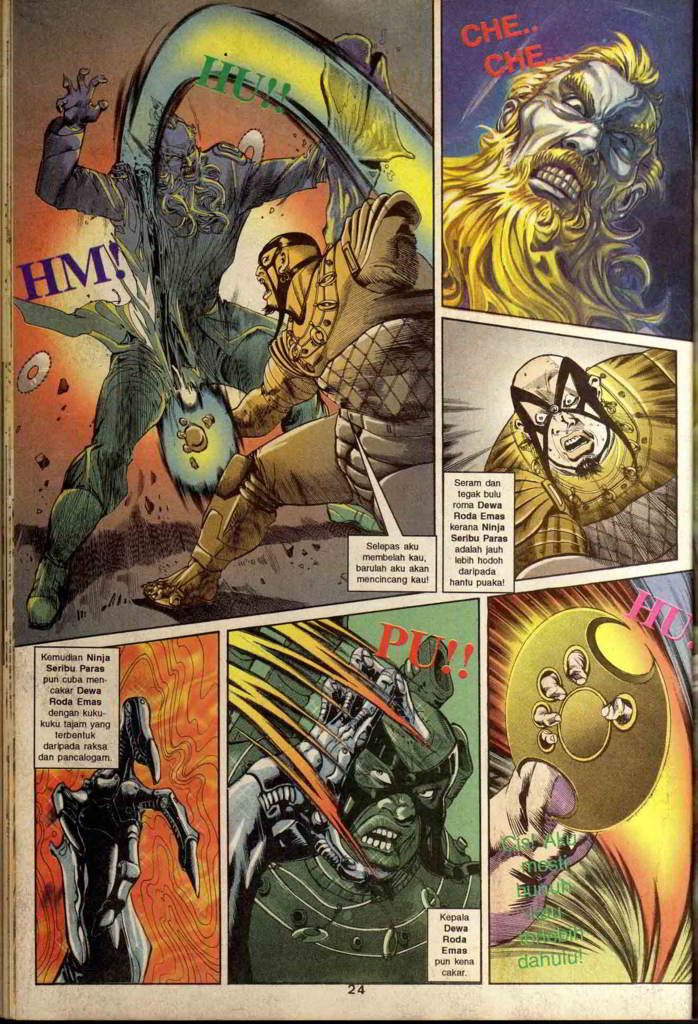 HU!!
HM!
Selepas aku
membelah kau,
barulah aku akan
mencincang kau!
CHE..
CHE...
Seram dan
tegak bulu
roma Dewa
Roda Emas
kerana Ninja
Seribu Paras
adalah jauh
lebih hodoh
daripada
hantu puaka!
Kemudian Ninja
Seribu Paras
pun cuba men-
cakar Dewa
Roda Emas
dengan kuku-
kuku tajam yang
terbentuk
daripada raksa
dan pancalogam.
PU!!
Kepala
Dewa
Roda
Emas
pun kena
cakar.
HU!
Cis! Aku
mesti
bunuh
kau
terlebih
dahulu!
24